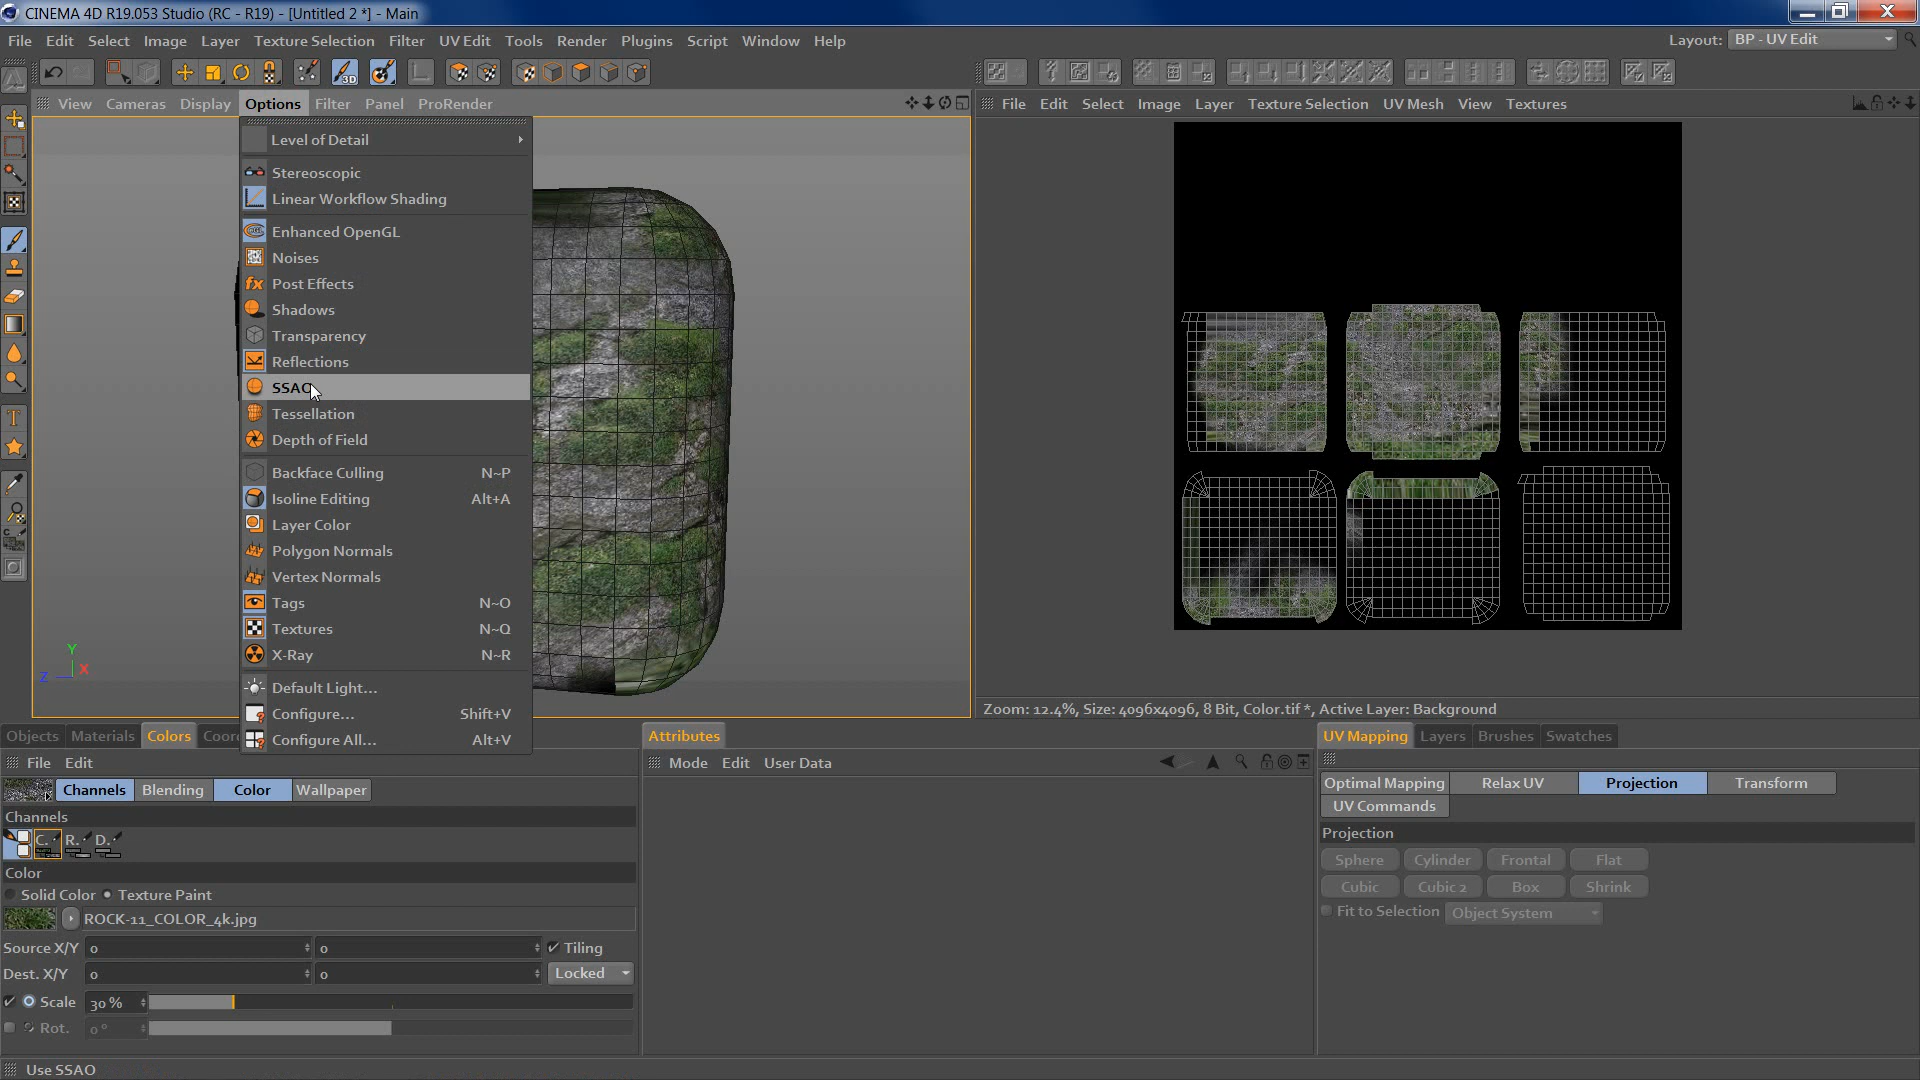 CINEMA 4D R19.053 Studio (RC - R19) - [Untitled 2 *] - Main
File Edit Select Image Layer Texture Selection Filter UV Edit Tools Render Plugins Script Window Help
Layout: BP - UV Edit
View Cameras Display Options Filter Panel ProRender
File Edit Select Image Layer Texture Selection UV Mesh View Textures
Level of Detail
Stereoscopic
Linear Workflow Shading
Enhanced OpenGL
Noises
Post Effects
Shadows
Transparency
Reflections
SSAO
Tessellation
Depth of Field
Backface Culling N~P
Isoline Editing Alt+A
Layer Color
Polygon Normals
Vertex Normals
Tags N~O
Textures N~Q
X-Ray N~R
Default Light...
Configure... Shift+V
Configure All... Alt+V
Y
Z X
Zoom: 12.4%, Size: 4096x4096, 8 Bit, Color.tif *, Active Layer: Background
Objects Materials Colors Coor
Attributes
UV Mapping Layers Brushes Swatches
File Edit
Mode Edit User Data
Channels Blending Color Wallpaper
Optimal Mapping Relax UV Projection Transform
UV Commands
Channels
C. R. D.
Projection
Color
Sphere Cylinder Frontal Flat
Cubic Cubic 2 Box Shrink
Solid Color Texture Paint
Fit to Selection Object System
ROCK-11_COLOR_4k.jpg
Source X/Y 0 0 Tiling
Dest. X/Y 0 0 Locked
Scale 30 %
Rot. 0 °
Use SSAO